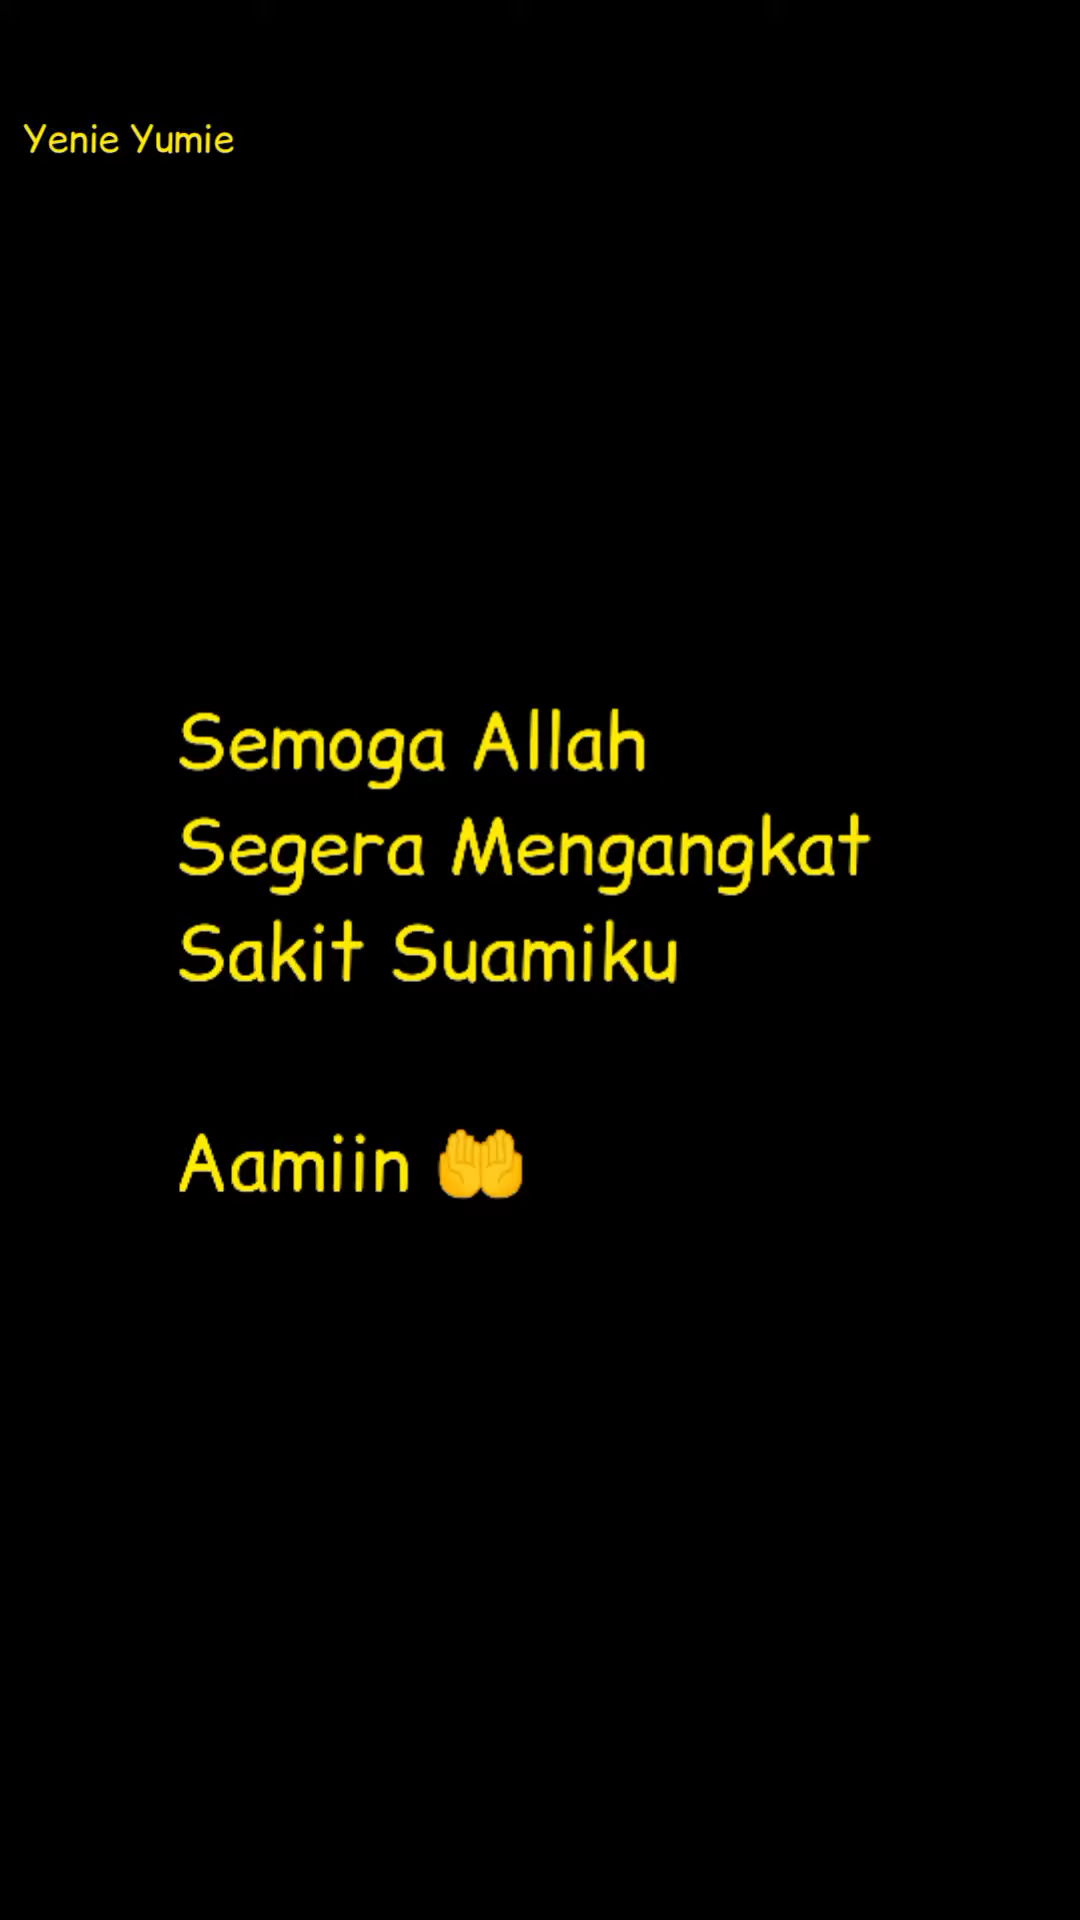 Yenie Yumie
Semoga Allah
Segera Mengangkat
Sakit Suamiku
Aamiin 🤲